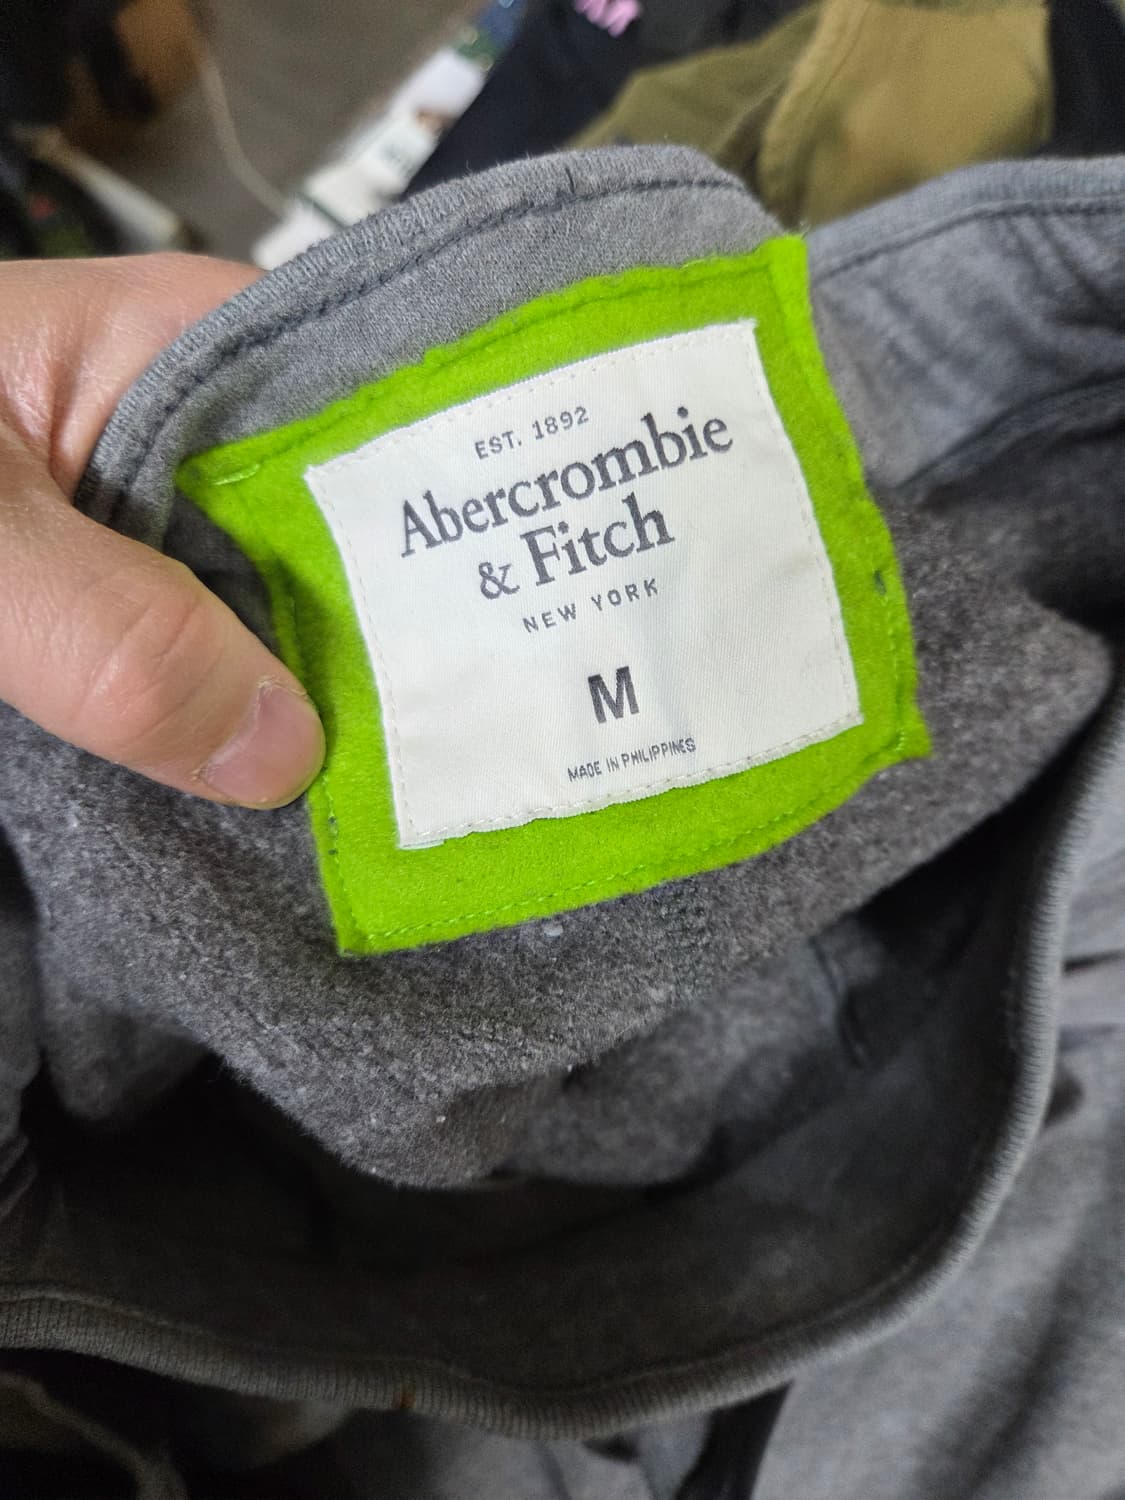 EST. 1892
Abercrombie
& Fitch
NEW YORK
M
MADE IN PHILIPPINES